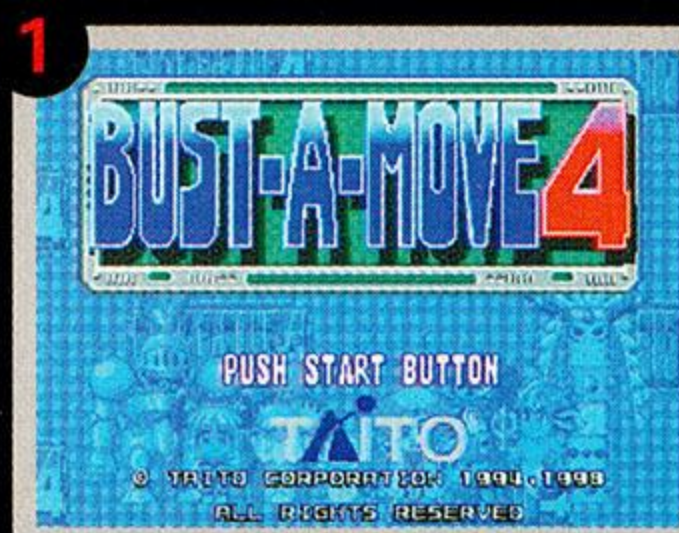 1
BUST-A-MOVE 4
PUSH START BUTTON
TAITO
© TAITO CORPORATION 1994,1998
ALL RIGHTS RESERVED